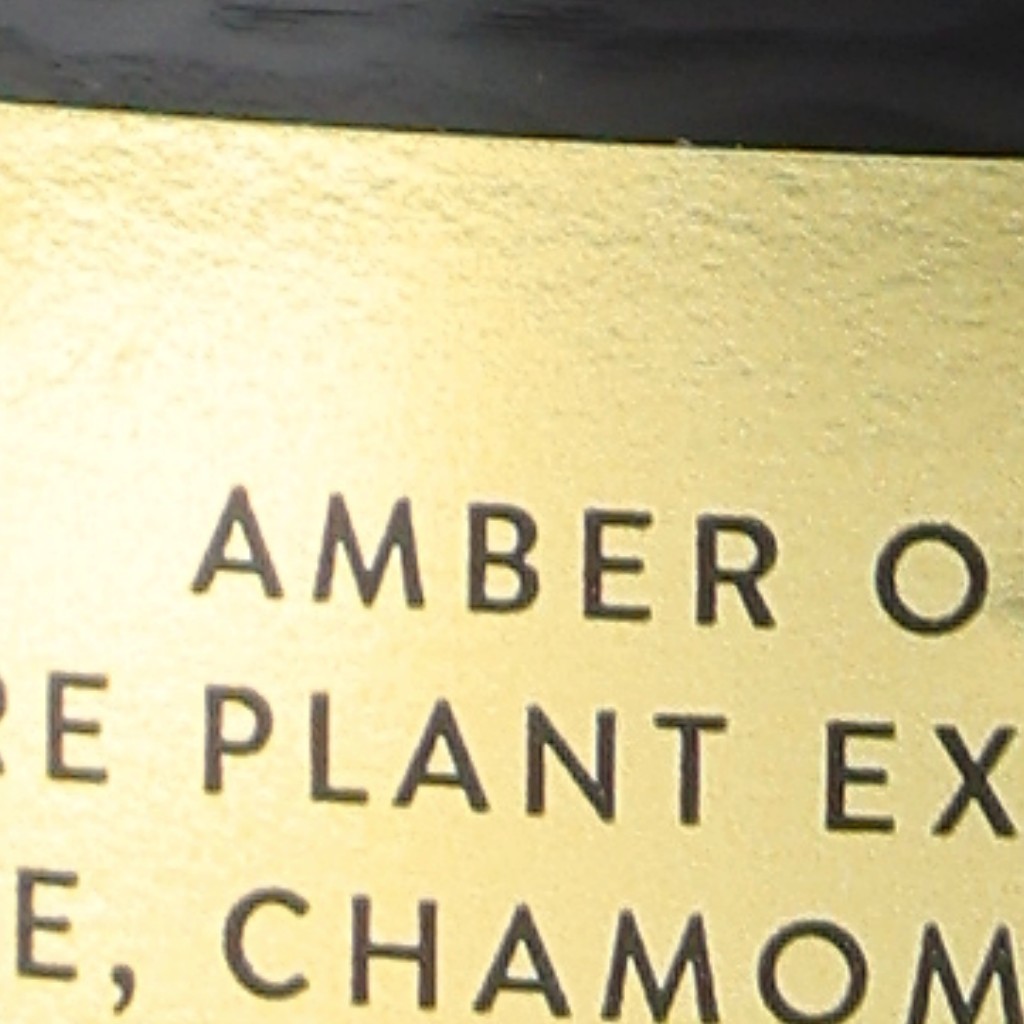 AMBER O
RE PLANT EX
E, CHAMOM